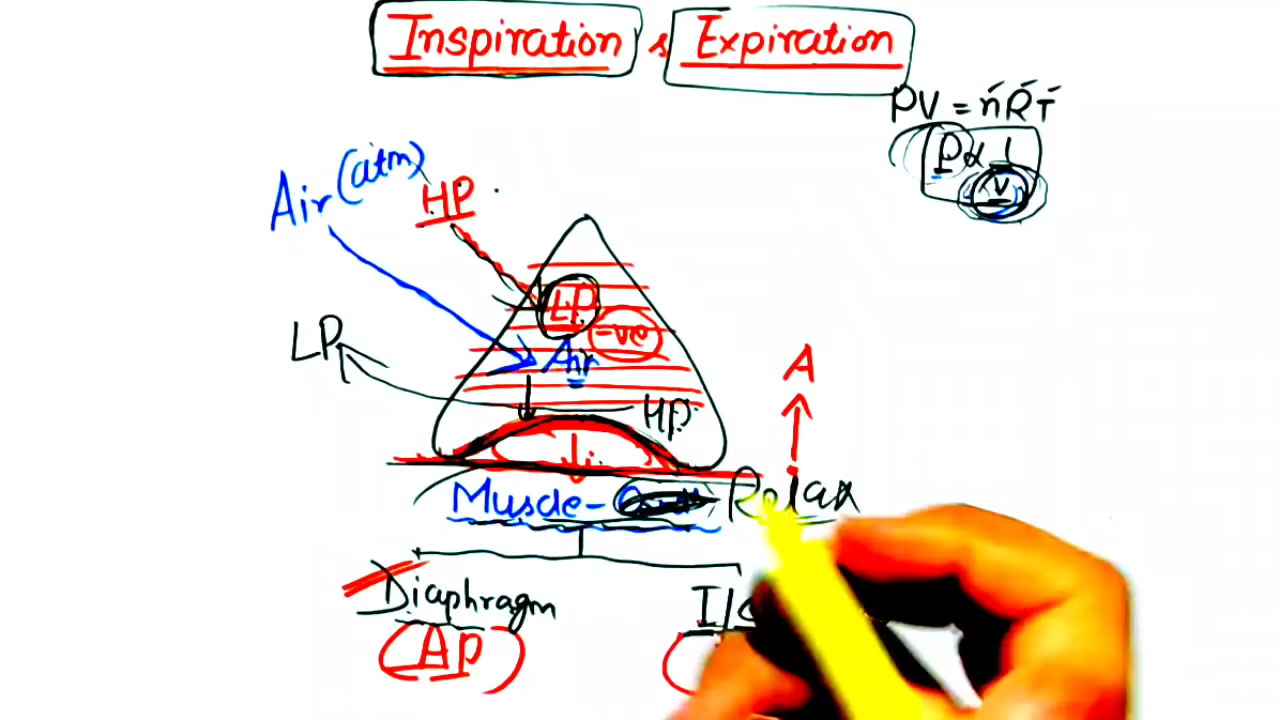 Inspiration & Expiration
PV = nRT
P ∝ 1
V
Air (atm)
HP
LP
-ve
LP
Air
HP
A
Muscle- Relax
Diaphragm
(AP)